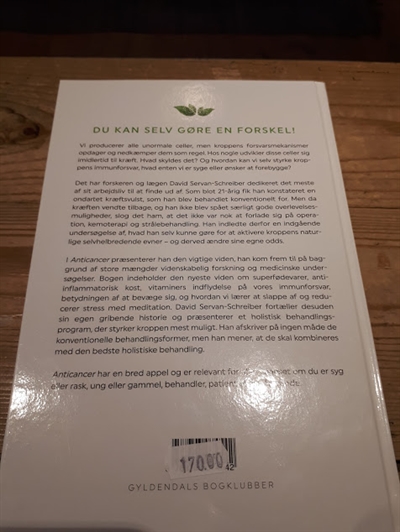 DU KAN SELV GØRE EN FORSKEL!
Vi producerer alle unormale celler, men kroppens forsvarsmekanismer
opdager og nedkæmper dem som regel. Hos nogle udvikler disse celler sig
imidlertid til kræft. Hvad skyldes det? Og hvordan kan vi selv styrke krop-
pens immunforsvar, hvad enten vi er syge eller ønsker at forebygge?
Det har forskeren og lægen David Servan-Schreiber dedikeret det meste
af sit arbejdsliv til at finde ud af. Som blot 21-årig fik han konstateret en
ondartet kræftsvulst, som han blev behandlet konventionelt for. Men da
kræften vendte tilbage, og han ikke blev spået særligt gode overlevelses-
muligheder, slog det ham, at det ikke var nok at forlade sig på opera-
tion, kemoterapi og strålebehandling. Han indledte derfor en indgående
undersøgelse af, hvad han selv kunne gøre for at aktivere kroppens natur-
lige selvhelbredende evner – og derved ændre sine egne odds.
I Anticancer præsenterer han den vigtige viden, han kom frem til på bag-
grund af store mængder videnskabelig forskning og medicinske under-
søgelser. Bogen indeholder den nyeste viden om superfødevarer, anti-
inflammatorisk kost, vitaminers indflydelse på vores immunforsvar,
betydningen af at bevæge sig, og hvordan vi lærer at slappe af og redu-
cerer stress med meditation. David Servan-Schreiber fortæller desuden
sin egen gribende historie og præsenterer et holistisk behandlings-
program, der styrker kroppen mest muligt. Han afskriver på ingen måde de
konventionelle behandlingsformer, men han mener, at de skal kombineres
med den bedste holistiske behandling.
Anticancer har en bred appel og er relevant for om du er syg
eller rask, ung eller gammel, behandler, patient
170.00
42
GYLDENDALS BOGKLUBBER